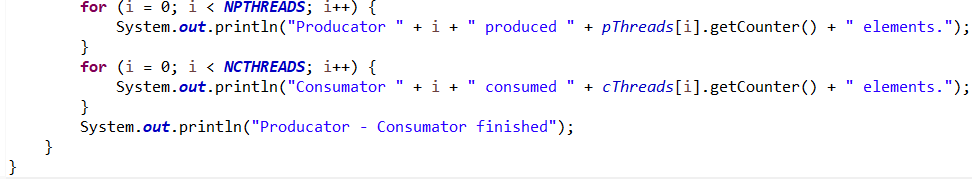 for (i = 0; i < NPTHREADS; i++) {
System.out.println("Producator " + i + " produced " + pThreads[i].getCounter() + " elements.");
}
for (i = 0; i < NCTHREADS; i++) {
System.out.println("Consumator " + i + " consumed " + cThreads[i].getCounter() + " elements.");
}
System.out.println("Producator - Consumator finished");
}
}